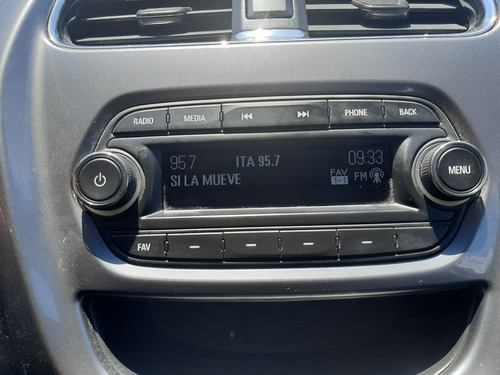 RADIO MEDIA PHONE BACK
95.7 ITA 95.7 09:33
SI LA MUEVE FAV 1-1 FM
MENU
FAV